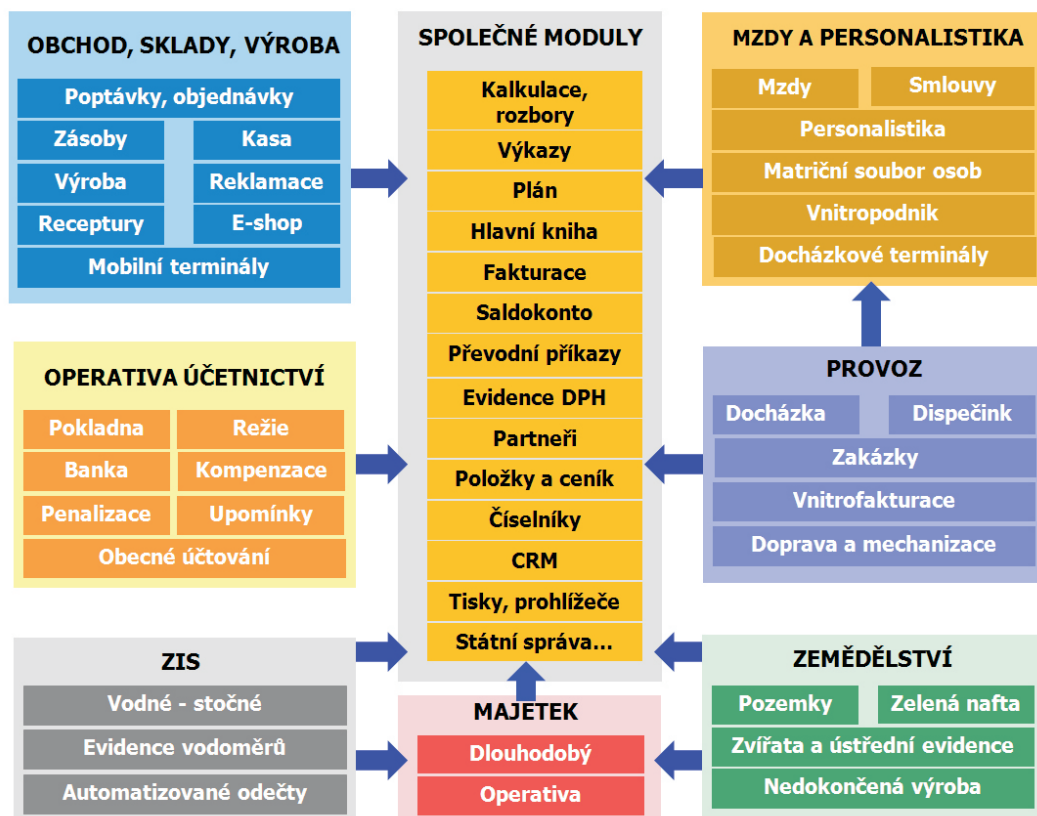 OBCHOD, SKLADY, VÝROBA
Poptávky, objednávky
Zásoby
Kasa
Výroba
Reklamace
Receptury
E-shop
Mobilní terminály
OPERATIVA ÚČETNICTVÍ
Pokladna
Režie
Banka
Kompenzace
Penalizace
Upomínky
Obecné účtování
ZIS
Vodné - stočné
Evidence vodoměrů
Automatizované odečty
SPOLEČNÉ MODULY
Kalkulace,
rozbory
Výkazy
Plán
Hlavní kniha
Fakturace
Saldokonto
Převodní příkazy
Evidence DPH
Partneři
Položky a ceník
Číselníky
CRM
Tisky, prohlížeče
Státní správa...
MAJETEK
Dlouhodobý
Operativa
MZDY A PERSONALISTIKA
Mzdy
Smlouvy
Personalistika
Matriční soubor osob
Vnitropodnik
Docházkové terminály
PROVOZ
Docházka
Dispečink
Zakázky
Vnitrofakturace
Doprava a mechanizace
ZEMĚDĚLSTVÍ
Pozemky
Zelená nafta
Zvířata a ústřední evidence
Nedokončená výroba